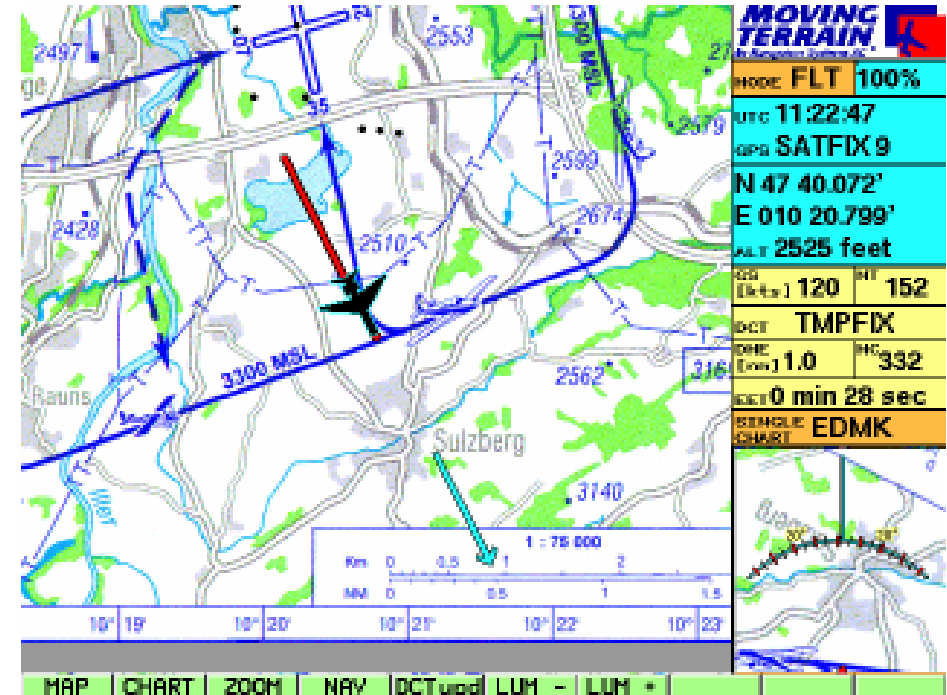 MOVING
TERRAIN
MODE FLT 100%
UTC 11:22:47
GPS SATFIX 9
N 47 40.072'
E 010 20.799'
ALT 2525 feet
GS [kts] 120 MT 152
DCT TMPFIX
DME [nm] 1.0 MC 332
EET 0 min 28 sec
SINGLE CHART EDMK
2497
2553
2579
2599
2674
2428
2510
35
3300 MSL
2562
Rauns
Sulzberg
Iller
3140
1 : 75 000
Km 0 0.5 1 2
NM 0 0.5 1 1.5
10° 19' 10° 20' 10° 21' 10° 22' 10° 23'
MAP CHART ZOOM NAV DCTupd LUM - LUM +